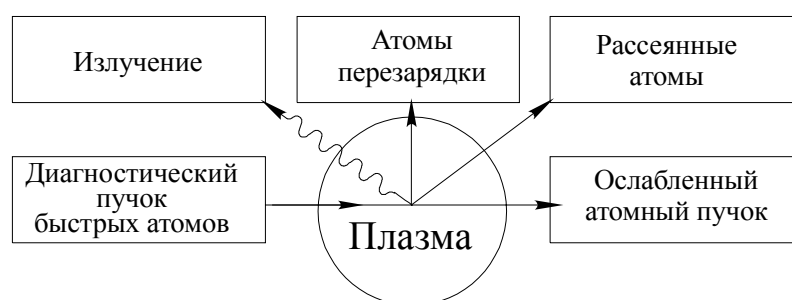 Излучение
Атомы
перезарядки
Рассеянные
атомы
Диагностический
пучок
быстрых атомов
Плазма
Ослабленный
атомный пучок